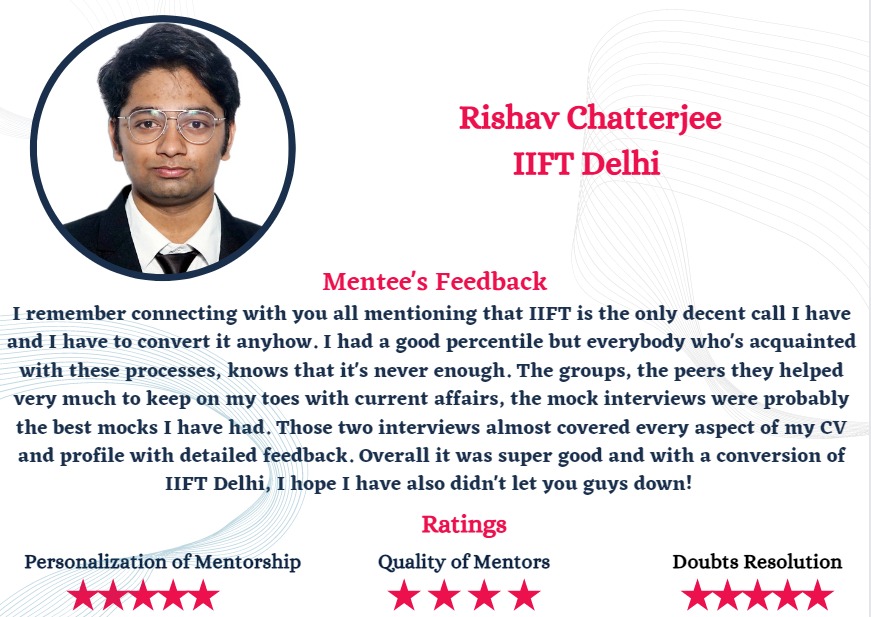 Rishav Chatterjee
IIFT Delhi
Mentee's Feedback
I remember connecting with you all mentioning that IIFT is the only decent call I have
and I have to convert it anyhow. I had a good percentile but everybody who's acquainted
with these processes, knows that it's never enough. The groups, the peers they helped
very much to keep on my toes with current affairs, the mock interviews were probably
the best mocks I have had. Those two interviews almost covered every aspect of my CV
and profile with detailed feedback. Overall it was super good and with a conversion of
IIFT Delhi, I hope I have also didn't let you guys down!
Ratings
Personalization of Mentorship
Quality of Mentors
Doubts Resolution